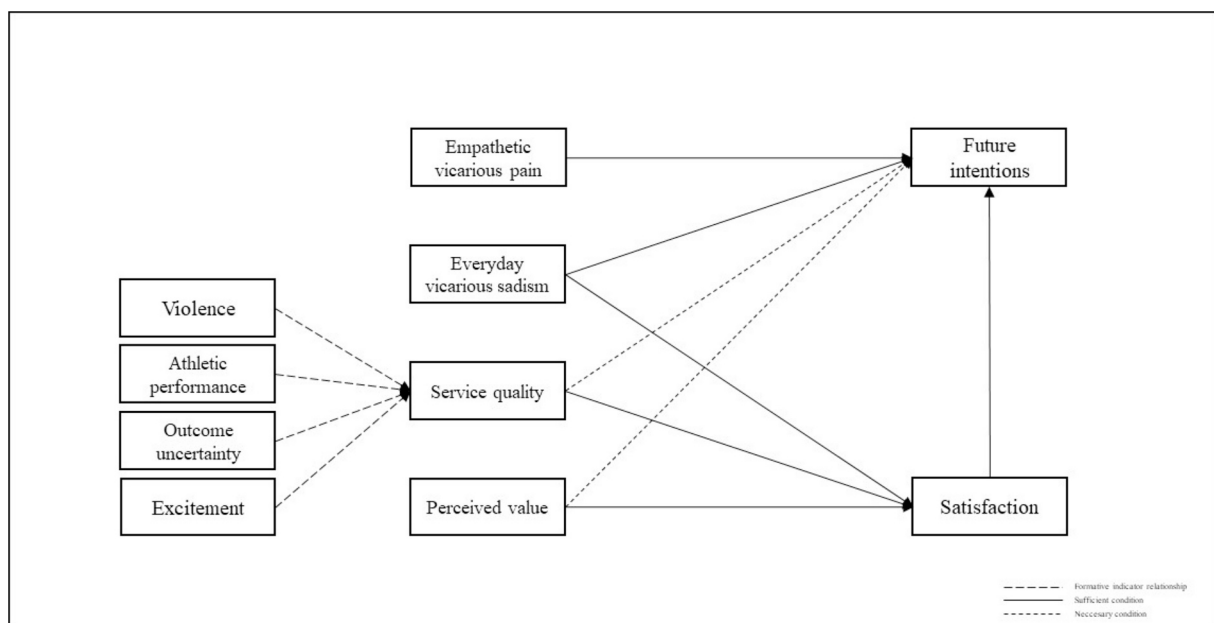 Empathetic
vicarious pain
Future
intentions
Everyday
vicarious sadism
Violence
Athletic
performance
Service quality
Outcome
uncertainty
Excitement
Perceived value
Satisfaction
Formative indicator relationship
Sufficient condition
Neccesary condition